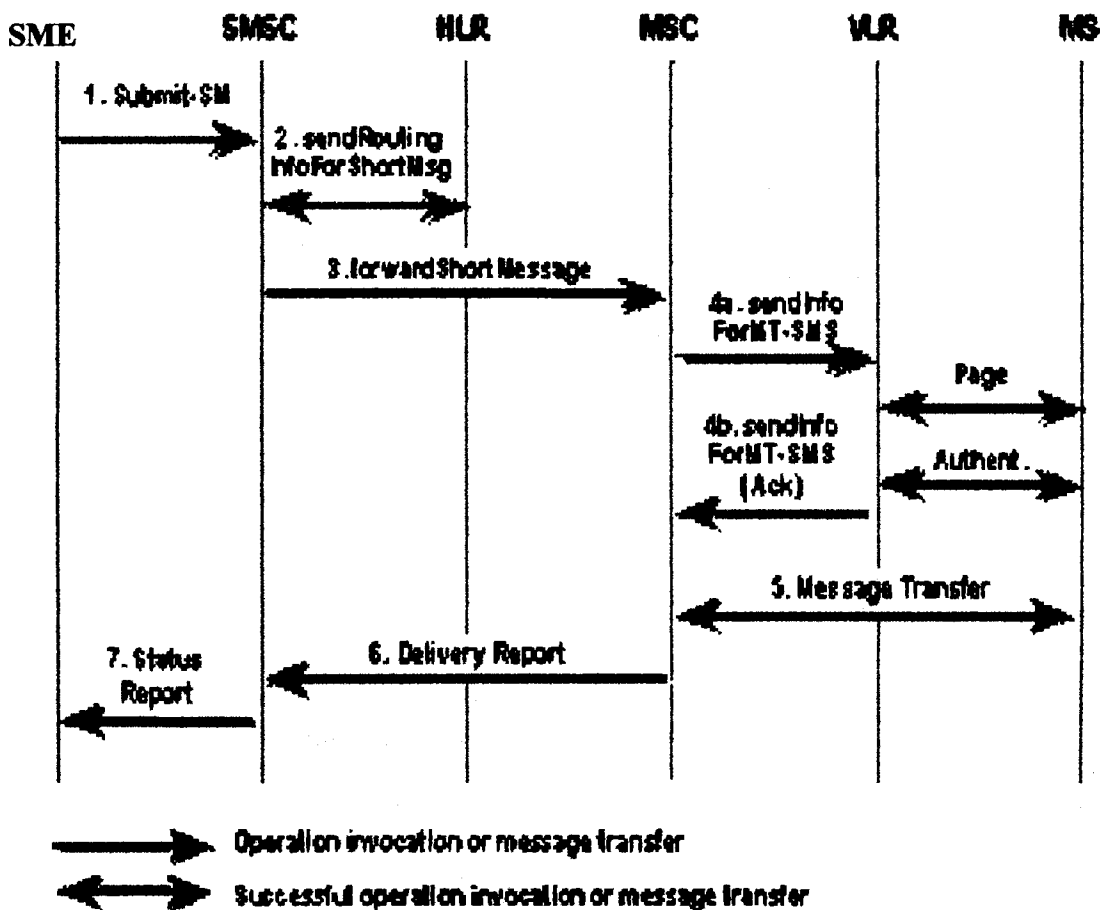 SME SMSC HLR MSC VLR MS
1. Submit-SM
2. sendRouting
InfoForShortMsg
3.forwardShortMessage
4a. sendInfo
ForMT-SMS
Page
4b. sendInfo
ForMT-SMS
(Ack)
Authent.
5. Message Transfer
6. Delivery Report
7. Status
Report
Operation invocation or message transfer
Successful operation invocation or message transfer